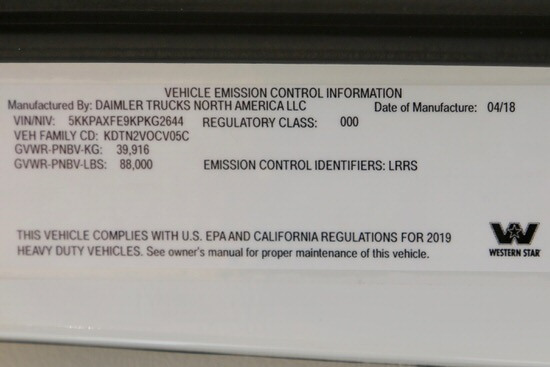 VEHICLE EMISSION CONTROL INFORMATION
Manufactured By: DAIMLER TRUCKS NORTH AMERICA LLC Date of Manufacture: 04/18
VIN/NIV: 5KKPAXFE9KPKG2644 REGULATORY CLASS: 000
VEH FAMILY CD: KDTN2VOCV05C
GVWR-PNBV-KG: 39,916
GVWR-PNBV-LBS: 88,000 EMISSION CONTROL IDENTIFIERS: LRRS
THIS VEHICLE COMPLIES WITH U.S. EPA AND CALIFORNIA REGULATIONS FOR 2019
HEAVY DUTY VEHICLES. See owner's manual for proper maintenance of this vehicle.
WESTERN STAR